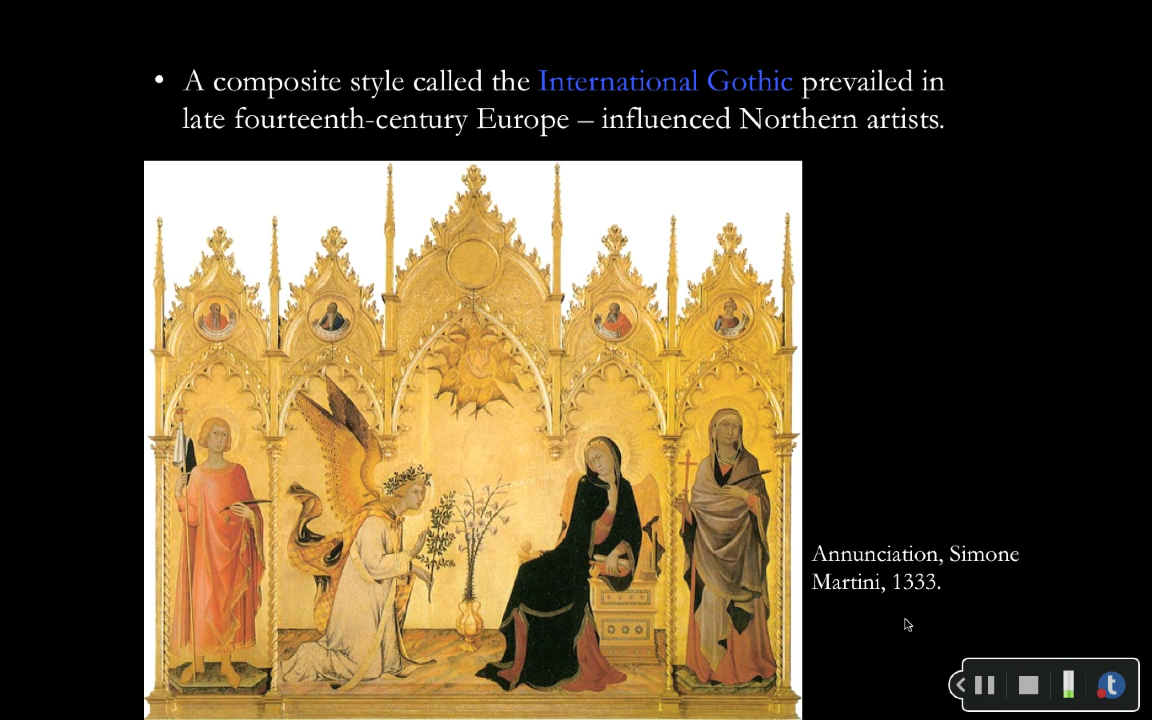 • A composite style called the International Gothic prevailed in
late fourteenth-century Europe – influenced Northern artists.
Annunciation, Simone
Martini, 1333.
t